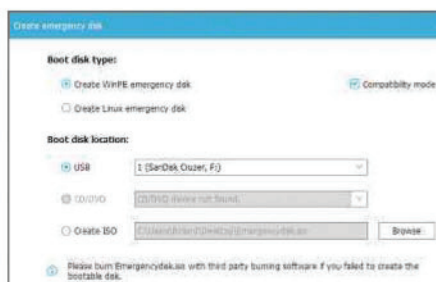 Create emergency disk
Boot disk type:
Create WinPE emergency disk
Compatibility mode
Create Linux emergency disk
Boot disk location:
USB
1 (SanDisk Cruzer, F:)
CD/DVD
CD/DVD device not found.
Create ISO
Browse
Please burn Emergencydisk.iso with third party burning software if you failed to create the
bootable disk.